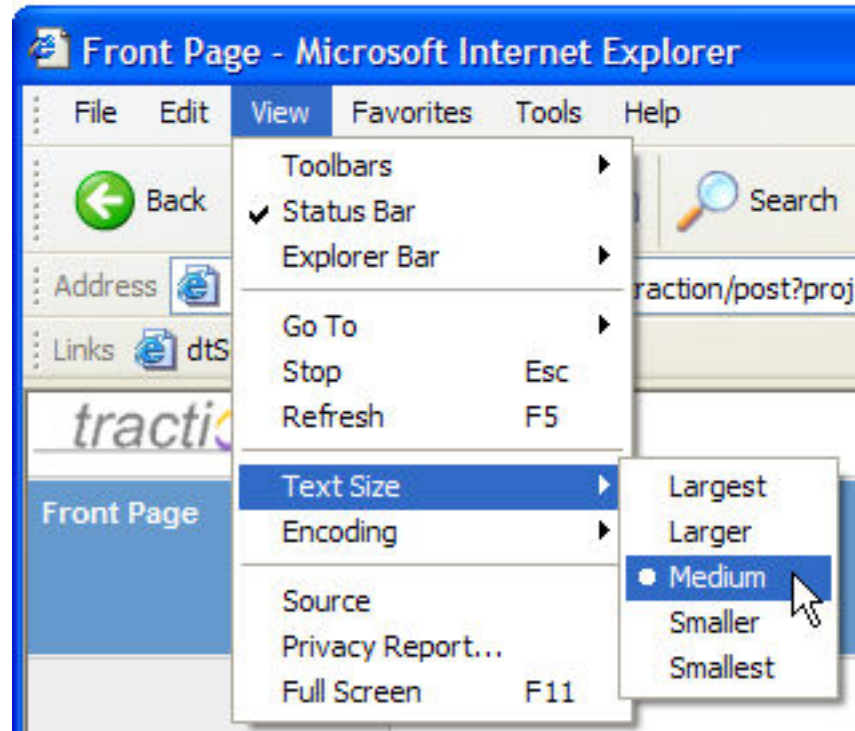 Front Page - Microsoft Internet Explorer
File Edit View Favorites Tools Help
Back Search
Toolbars
Status Bar
Explorer Bar
Address raction/post?proj
Links dtS
Go To
Stop Esc
Refresh F5
tracti
Text Size
Encoding
Front Page
Largest
Larger
Medium
Smaller
Smallest
Source
Privacy Report...
Full Screen F11